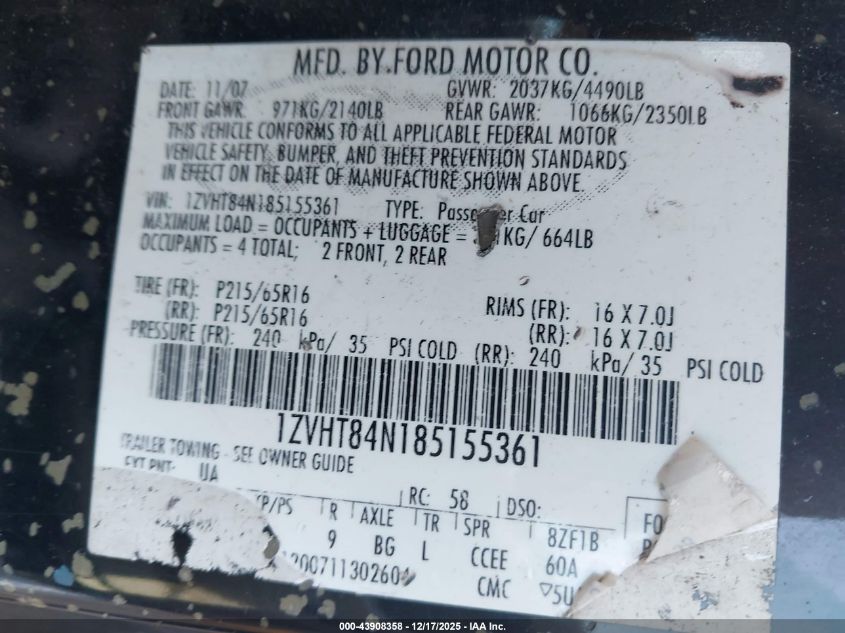 MFD. BY FORD MOTOR CO.
DATE: 11/07 GVWR: 2037KG/4490LB
FRONT GAWR: 971KG/2140LB REAR GAWR: 1066KG/2350LB
THIS VEHICLE CONFORMS TO ALL APPLICABLE FEDERAL MOTOR
VEHICLE SAFETY, BUMPER, AND THEFT PREVENTION STANDARDS
IN EFFECT ON THE DATE OF MANUFACTURE SHOWN ABOVE.
VIN: 1ZVHT84N185155361 TYPE: Car
MAXIMUM LOAD = OCCUPANTS + LUGGAGE = KG/ 664LB
OCCUPANTS = 4 TOTAL; 2 FRONT, 2 REAR
TIRE (FR): P215/65R16 RIMS (FR): 16 X 7.0J
(RR): P215/65R16 (RR): 16 X 7.0J
PRESSURE (FR): 240 kPa/ 35 PSI COLD (RR): 240 kPa/ 35 PSI COLD
1ZVHT84N185155361
TRAILER TOWING - SEE OWNER GUIDE
EXT PNT: UA
RC: 58 DSO:
TP/PS R AXLE TR SPR 8ZF1B
9 BG L CCEE 60A
CMC ▽5U
000-43908358 - 12/17/2025 - IAA Inc.